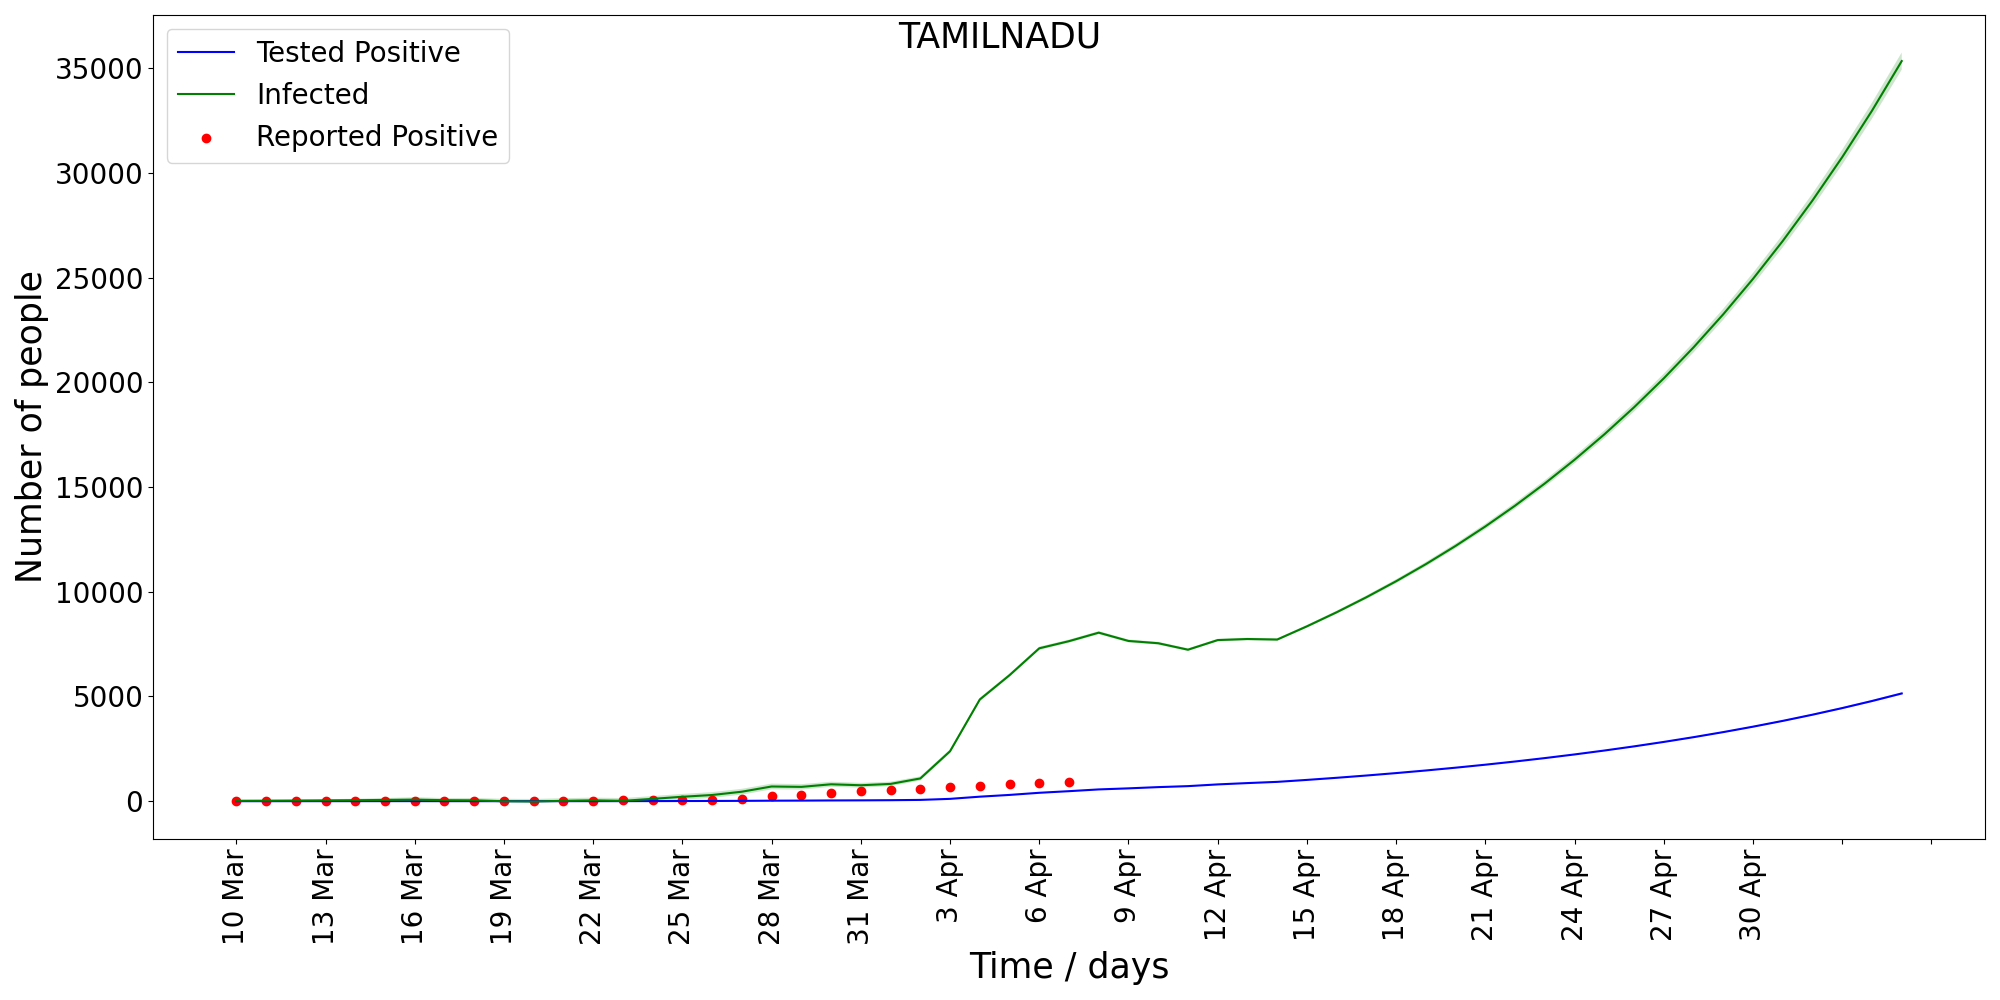 TAMILNADU
Tested Positive
Infected
Reported Positive
35000
30000
25000
20000
15000
10000
5000
0
Number of people
10 Mar
13 Mar
16 Mar
19 Mar
22 Mar
25 Mar
28 Mar
31 Mar
3 Apr
6 Apr
9 Apr
12 Apr
15 Apr
18 Apr
21 Apr
24 Apr
27 Apr
30 Apr
Time / days